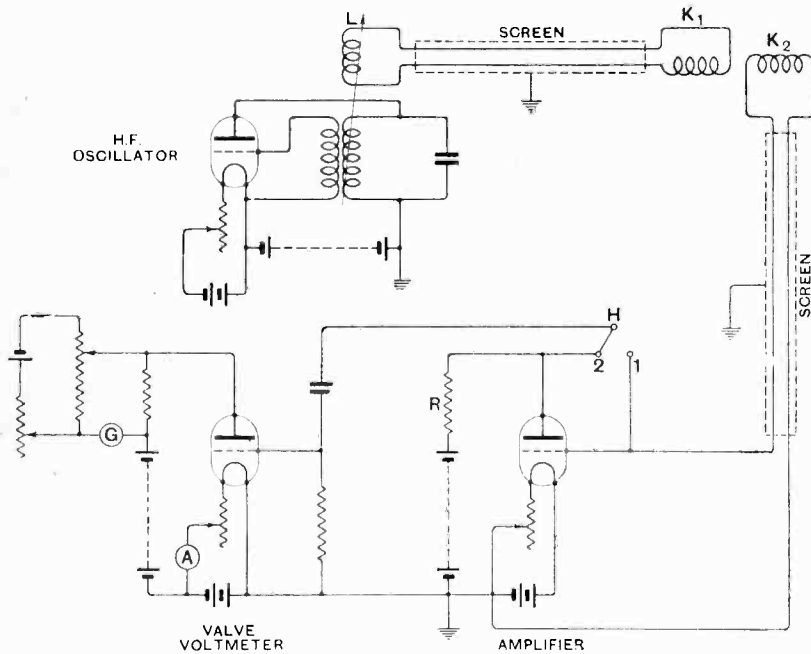 L
SCREEN
K1
K2
H.F.
OSCILLATOR
SCREEN
H
2
1
R
G
A
VALVE
VOLTMETER
AMPLIFIER